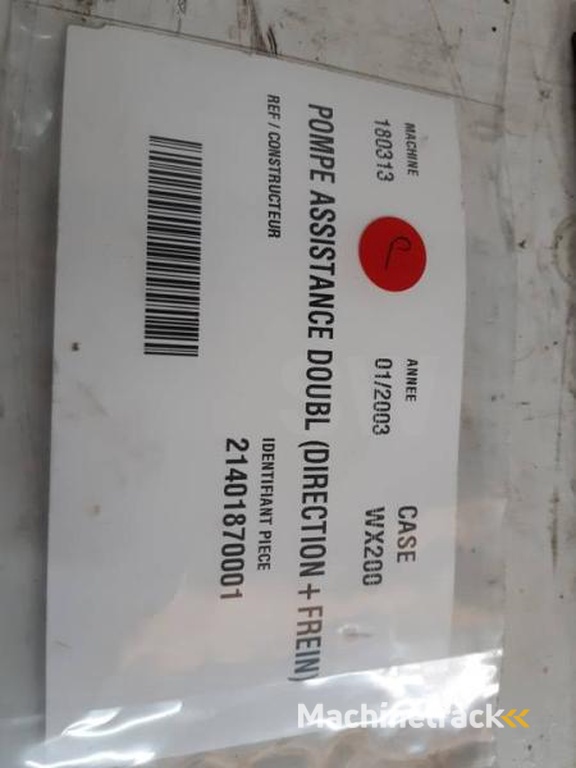 MACHINE ANNEE CASE
180313 01/2003 WX200
POMPE ASSISTANCE DOUBL (DIRECTION + FREIN)
REF / CONSTRUCTEUR
IDENTIFIANT PIECE
21401870001
Machinetrack